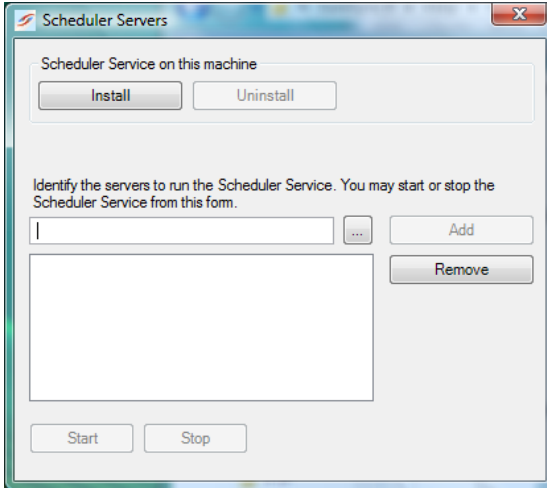 Scheduler Servers
Scheduler Service on this machine
Install
Uninstall
Identify the servers to run the Scheduler Service. You may start or stop the
Scheduler Service from this form.
...
Add
Remove
Start
Stop